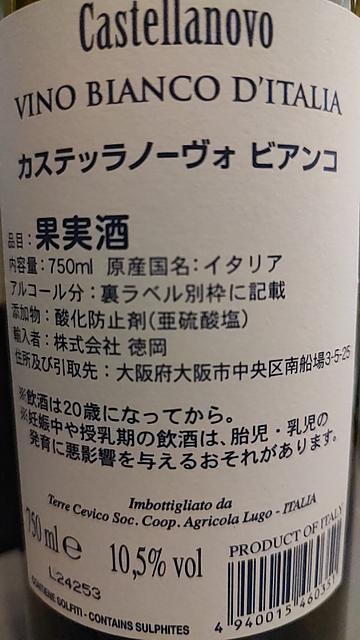 Castellanovo
VINO BIANCO D'ITALIA
カステッラノーヴォ ビアンコ
品目：果実酒
内容量：750ml 原産国名：イタリア
アルコール分：裏ラベル別枠に記載
添加物：酸化防止剤(亜硫酸塩)
輸入者：株式会社 徳岡
住所及び引取先：大阪府大阪市中央区南船場3-5-25
※飲酒は20歳になってから。
※妊娠中や授乳期の飲酒は、胎児・乳児の
発育に悪影響を与えるおそれがあります。
Imbottigliato da
Terre Cevico Soc. Coop. Agricola Lugo - ITALIA
750 ml e 10,5% vol PRODUCT OF ITALY
L24253
CONTIENE SOLFITI - CONTAINS SULPHITES
4 940015 460331